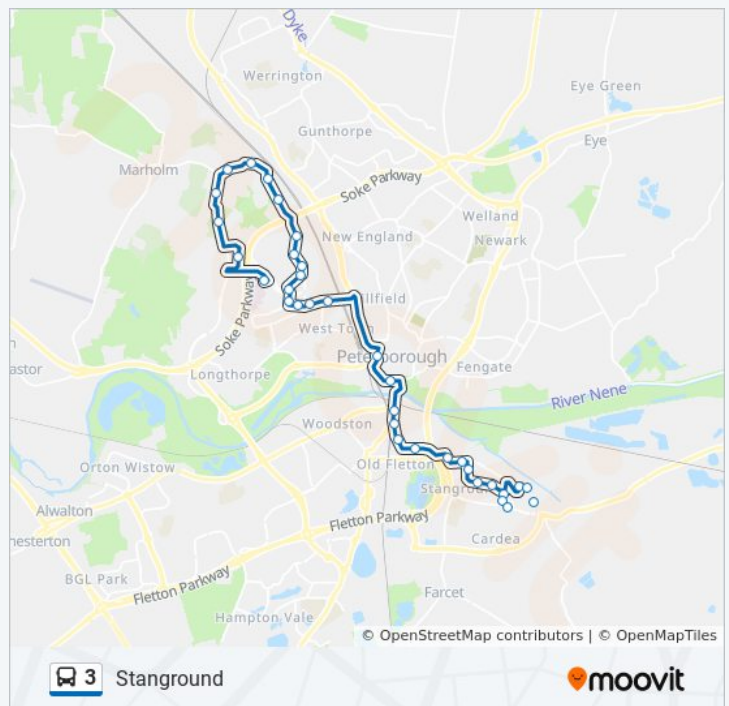 Dyke
Werrington
Eye Green
Gunthorpe
Eye
Marholm
Soke Parkway
Welland
Newark
New England
llfield
Soke Parkway
West Town
Peterborough
astor
Longthorpe
Fengate
River Nene
Woodston
Orton Wistow
Old Fletton
Alwalton
Stanground
Fletton Parkway
hesterton
Cardea
BGL Park
Fletton Parkway
Farcet
Hampton Vale
© OpenStreetMap contributors | © OpenMapTiles
3 Stanground
moovit